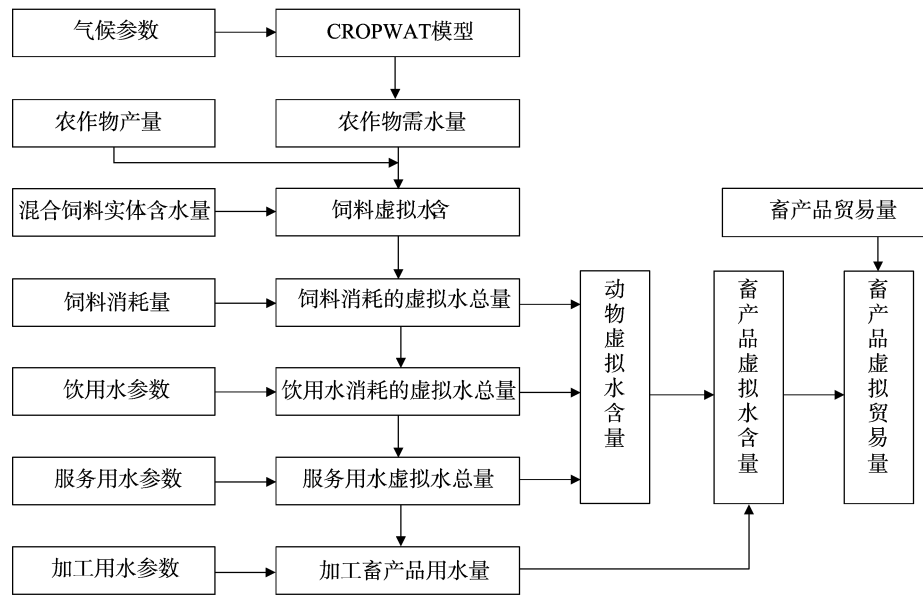 气候参数
CROPWAT模型
农作物产量
农作物需水量
混合饲料实体含水量
饲料虚拟水含
畜产品贸易量
饲料消耗量
饲料消耗的虚拟水总量
动物虚拟水含量
畜产品虚拟水含量
畜产品虚拟贸易量
饮用水参数
饮用水消耗的虚拟水总量
服务用水参数
服务用水虚拟水总量
加工用水参数
加工畜产品用水量